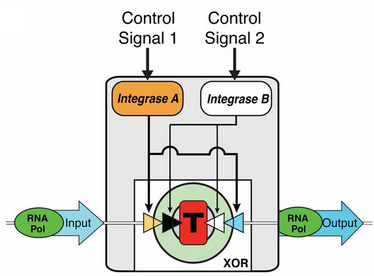 Control
Signal 1
Control
Signal 2
Integrase A
Integrase B
RNA
Pol
Input
T
RNA
Pol
Output
XOR